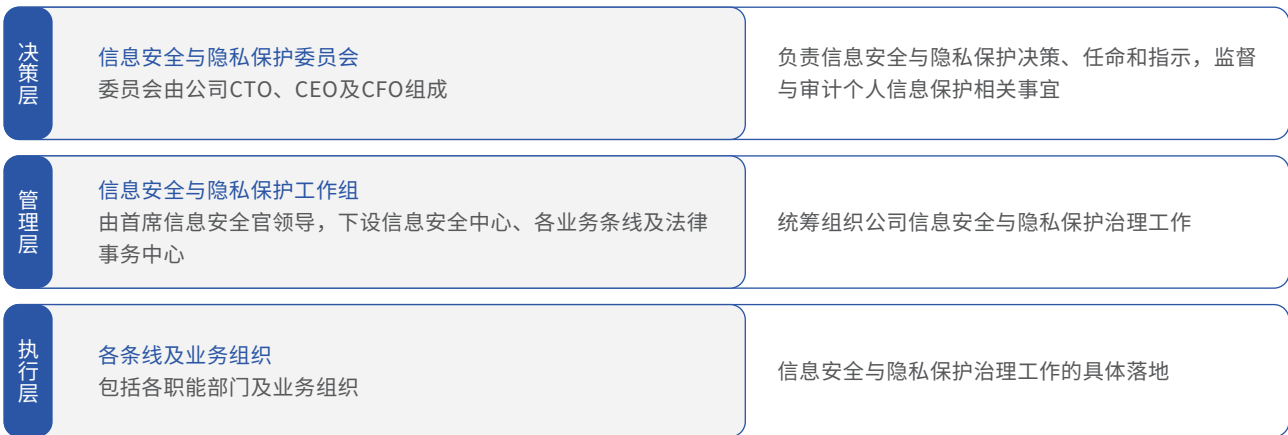 决策层
信息安全与隐私保护委员会
委员会由公司CTO、CEO及CFO组成
负责信息安全与隐私保护决策、任命和指示，监督
与审计个人信息保护相关事宜
管理层
信息安全与隐私保护工作组
由首席信息安全官领导，下设信息安全中心、各业务条线及法律
事务中心
统筹组织公司信息安全与隐私保护治理工作
执行层
各条线及业务组织
包括各职能部门及业务组织
信息安全与隐私保护治理工作的具体落地